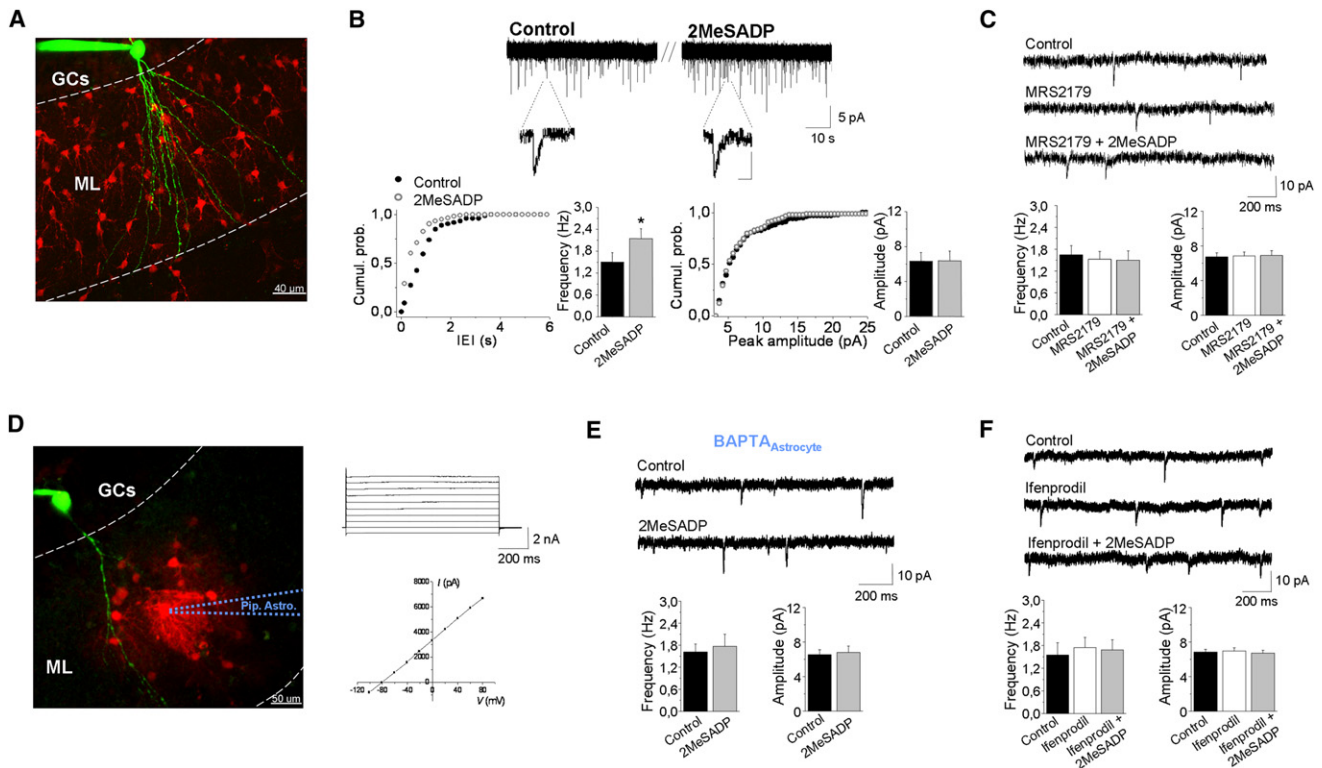 A
GCs
ML
40 um
B
Control
2MeSADP
5 pA
10 s
Control
2MeSADP
Cumul. prob.
1,0
0,5
0,0
0
2
4
6
IEI (s)
Frequency (Hz)
3,0
2,4
1,8
1,2
0,6
0,0
*
Control
2MeSADP
Cumul. prob.
1,0
0,5
0
5
10
15
20
25
Peak amplitude (pA)
Amplitude (pA)
12
9
6
3
0
Control
2MeSADP
C
Control
MRS2179
MRS2179 + 2MeSADP
10 pA
200 ms
Frequency (Hz)
3,0
2,4
1,8
1,2
0,6
0,0
Control
MRS2179
MRS2179 +
2MeSADP
Amplitude (pA)
12
8
4
0
Control
MRS2179
MRS2179 +
2MeSADP
D
GCs
ML
Pip. Astro.
50 um
2 nA
200 ms
I (pA)
8000
6000
4000
2000
-120
-80
-40
0
40
80
V (mV)
E
BAPTA Astrocyte
Control
2MeSADP
10 pA
200 ms
Frequency (Hz)
3,0
2,4
1,8
1,2
0,6
0,0
Control
2MeSADP
Amplitude (pA)
12
9
6
3
0
Control
2MeSADP
F
Control
Ifenprodil
Ifenprodil + 2MeSADP
10 pA
200 ms
Frequency (Hz)
3,0
2,4
1,8
1,2
0,6
0,0
Control
Ifenprodil
Ifenprodil +
2MeSADP
Amplitude (pA)
12
8
4
0
Control
Ifenprodil
Ifenprodil +
2MeSADP